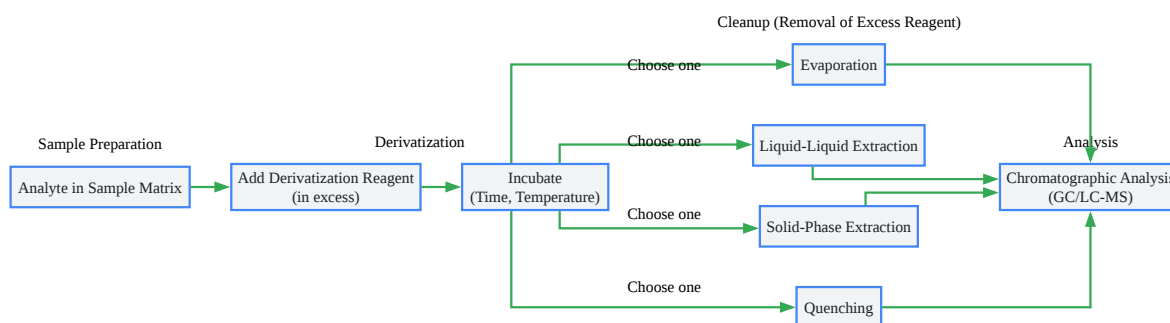 Cleanup (Removal of Excess Reagent)
Choose one
Evaporation
Sample Preparation
Derivatization
Choose one
Liquid-Liquid Extraction
Analysis
Analyte in Sample Matrix
Add Derivatization Reagent
(in excess)
Incubate
(Time, Temperature)
Chromatographic Analysis
(GC/LC-MS)
Choose one
Solid-Phase Extraction
Choose one
Quenching